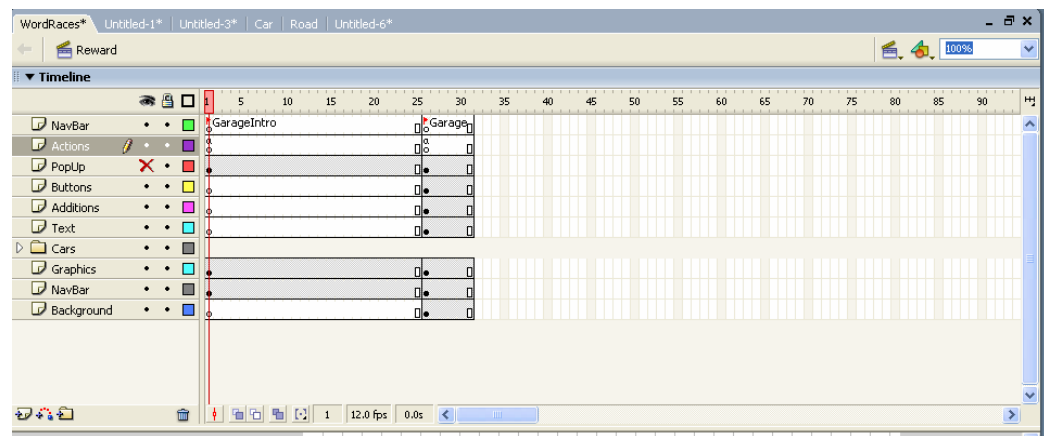 WordRaces* Untitled-1* Untitled-3* Car Road Untitled-6*
Reward 100%
Timeline
1 5 10 15 20 25 30 35 40 45 50 55 60 65 70 75 80 85 90
NavBar GarageIntro Garage
Actions
PopUp
Buttons
Additions
Text
Cars
Graphics
NavBar
Background
1 12.0 fps 0.0s